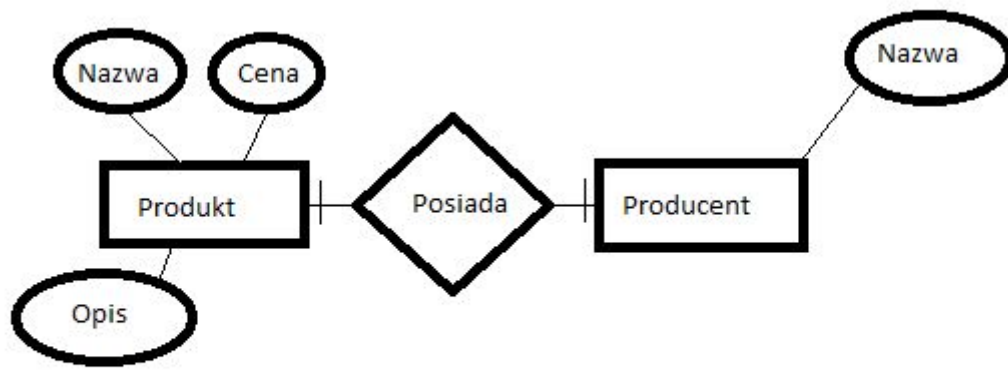 Nazwa
Cena
Nazwa
Produkt
Posiada
Producent
Opis